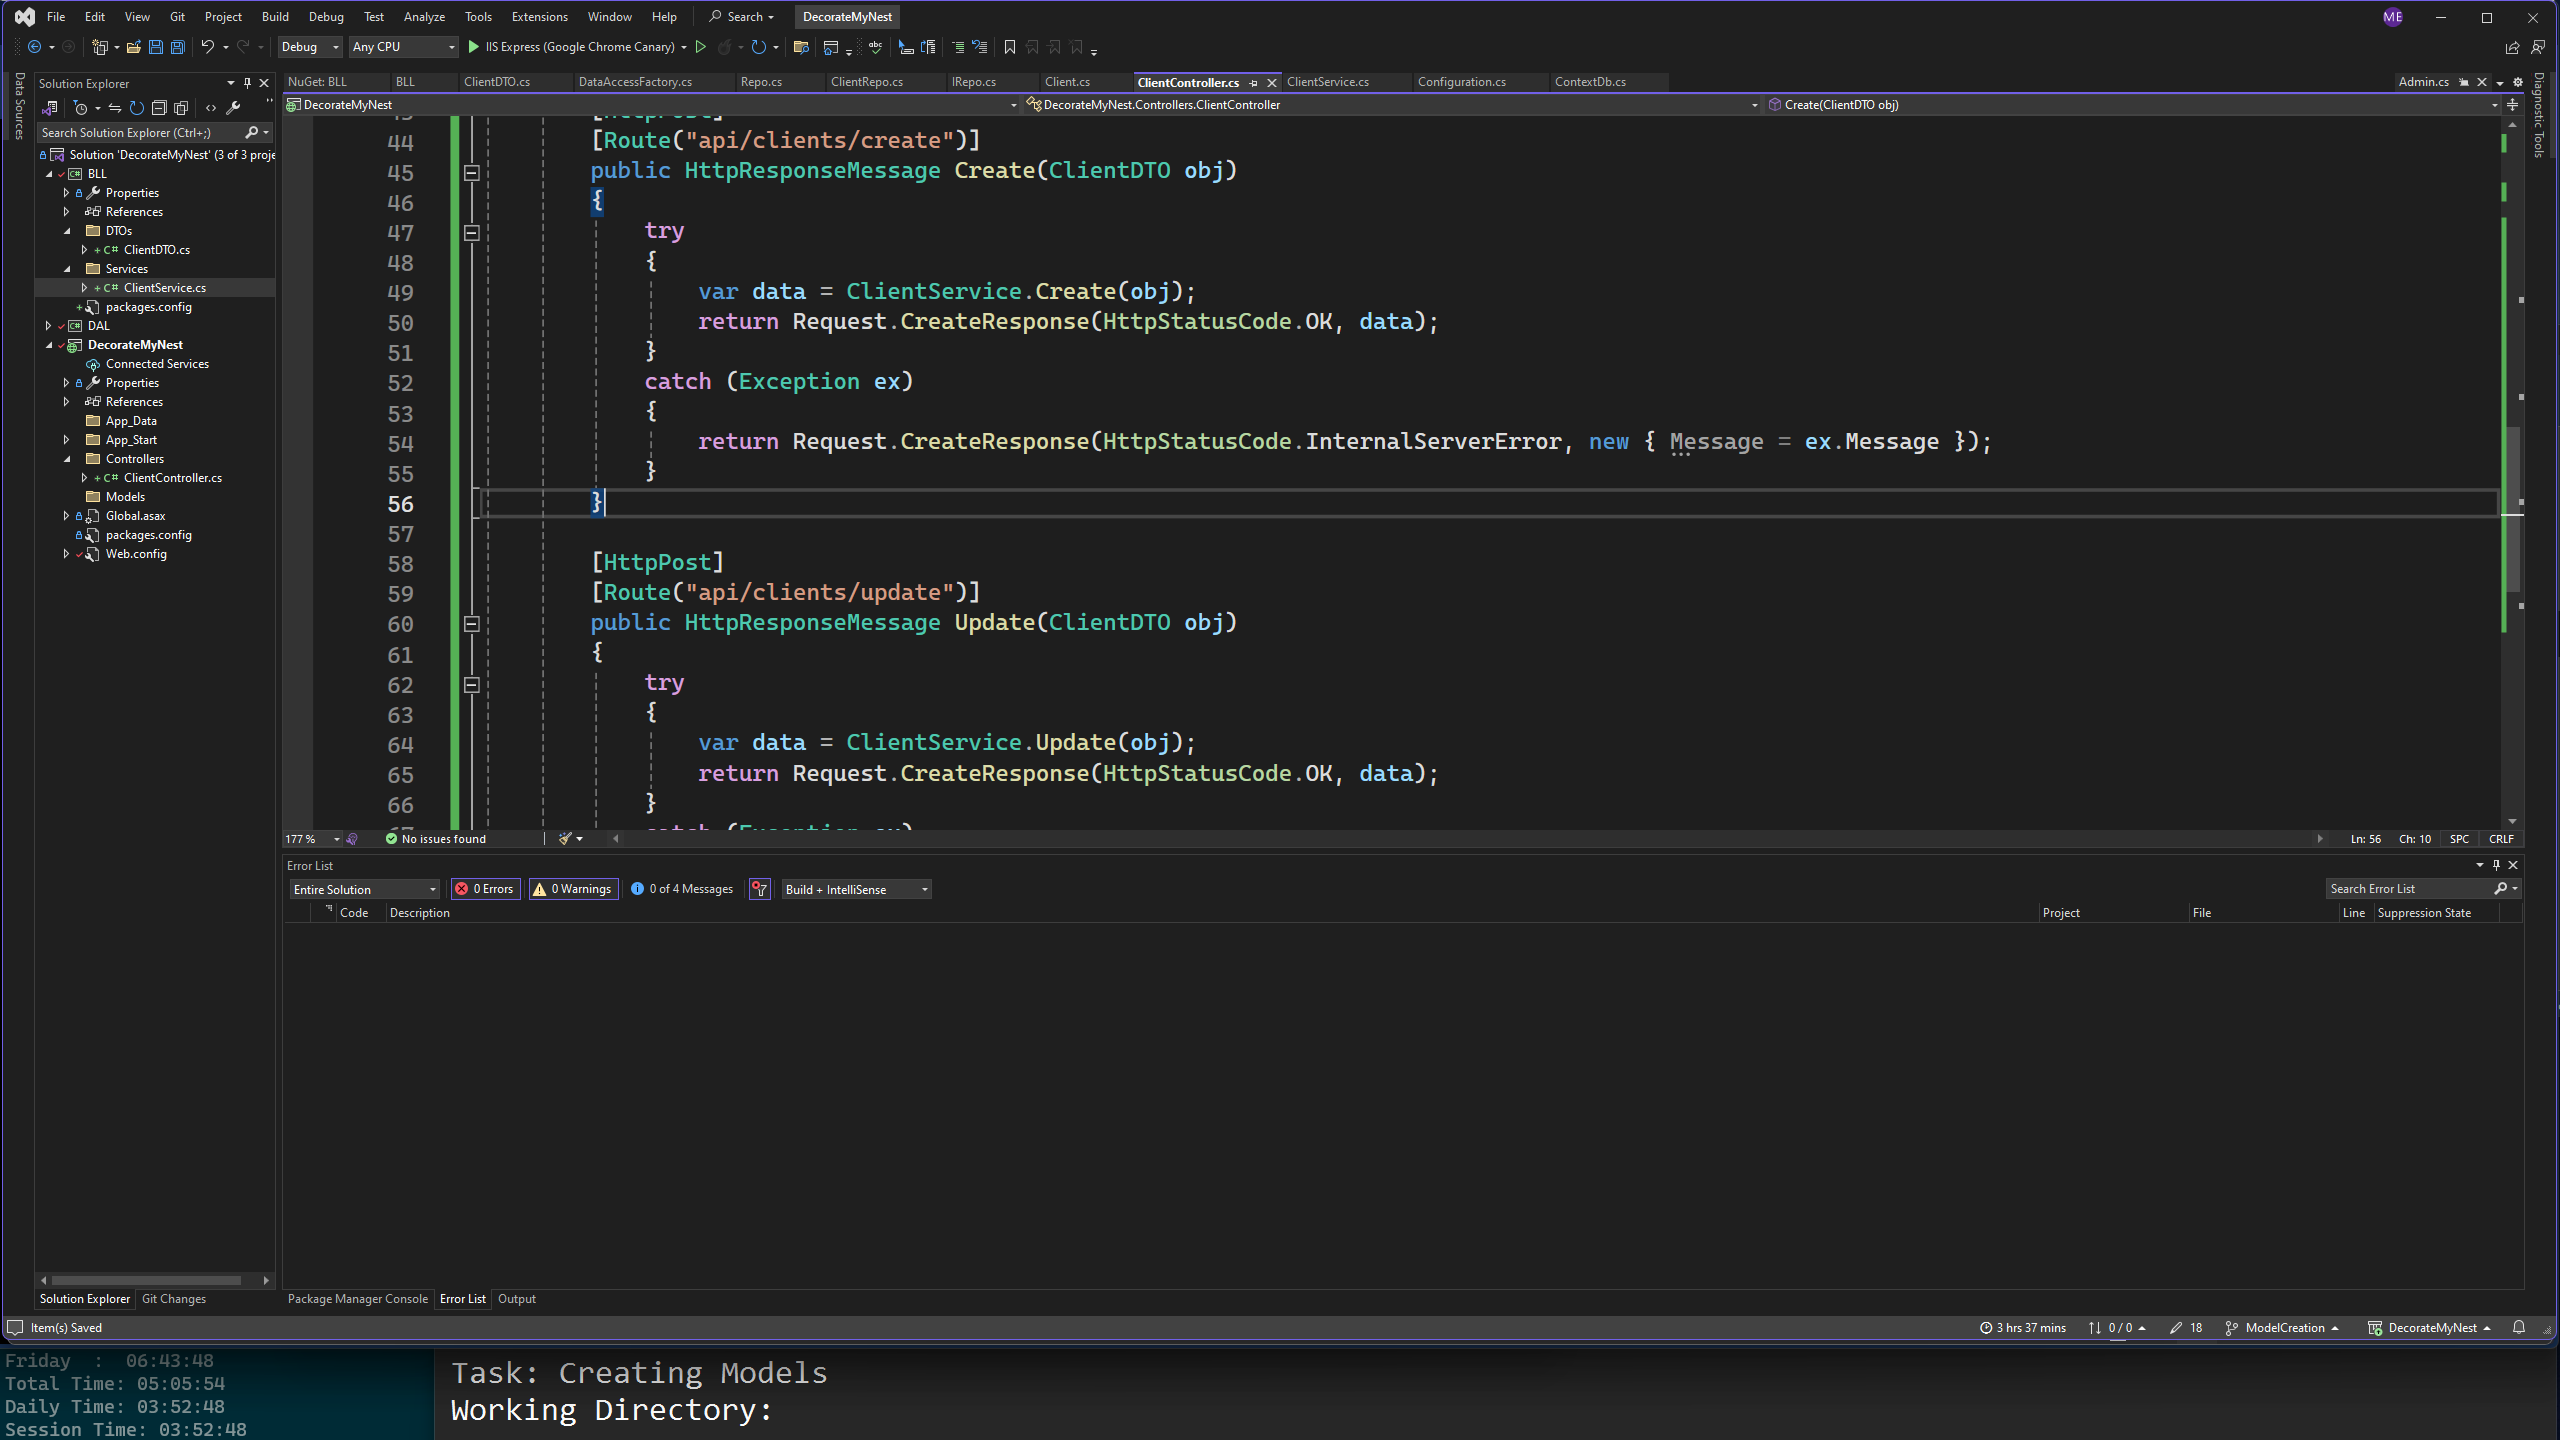 File Edit View Git Project Build Debug Test Analyze Tools Extensions Window Help Search DecorateMyNest ME
Debug Any CPU IIS Express (Google Chrome Canary)
Data Sources
Solution Explorer
Search Solution Explorer (Ctrl+;)
Solution 'DecorateMyNest' (3 of 3 proje
BLL
Properties
References
DTOs
C# ClientDTO.cs
Services
C# ClientService.cs
packages.config
DAL
DecorateMyNest
Connected Services
Properties
References
App_Data
App_Start
Controllers
C# ClientController.cs
Models
Global.asax
packages.config
Web.config
Solution Explorer Git Changes
NuGet: BLL BLL ClientDTO.cs DataAccessFactory.cs Repo.cs ClientRepo.cs IRepo.cs Client.cs ClientController.cs ClientService.cs Configuration.cs ContextDb.cs Admin.cs
DecorateMyNest DecorateMyNest.Controllers.ClientController Create(ClientDTO obj)
Diagnostic Tools
43 [HttpPost]
44 [Route("api/clients/create")]
45 public HttpResponseMessage Create(ClientDTO obj)
46 {
47 try
48 {
49 var data = ClientService.Create(obj);
50 return Request.CreateResponse(HttpStatusCode.OK, data);
51 }
52 catch (Exception ex)
53 {
54 return Request.CreateResponse(HttpStatusCode.InternalServerError, new { Message = ex.Message });
55 }
56 }
57
58 [HttpPost]
59 [Route("api/clients/update")]
60 public HttpResponseMessage Update(ClientDTO obj)
61 {
62 try
63 {
64 var data = ClientService.Update(obj);
65 return Request.CreateResponse(HttpStatusCode.OK, data);
66 }
67 catch (Exception ex)
177 % No issues found Ln: 56 Ch: 10 SPC CRLF
Error List
Entire Solution 0 Errors 0 Warnings 0 of 4 Messages Build + IntelliSense Search Error List
Code Description Project File Line Suppression State
Package Manager Console Error List Output
Item(s) Saved 3 hrs 37 mins 0 / 0 18 ModelCreation DecorateMyNest
Friday : 06:43:48
Total Time: 05:05:54
Daily Time: 03:52:48
Session Time: 03:52:48
Task: Creating Models
Working Directory: